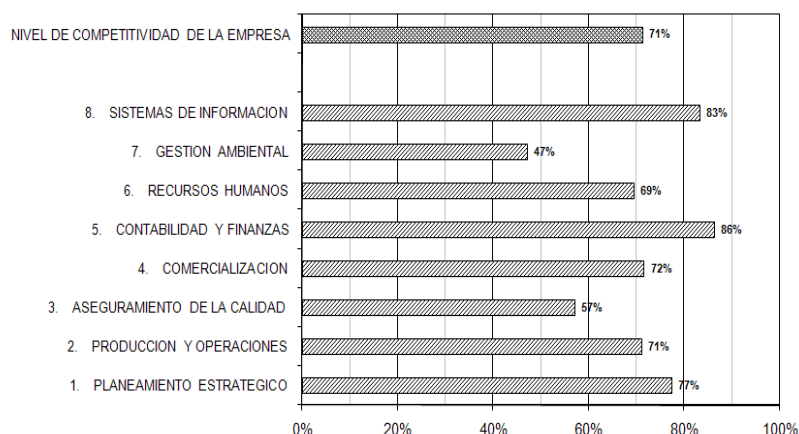 NIVEL DE COMPETITIVIDAD DE LA EMPRESA 71%
8. SISTEMAS DE INFORMACION 83%
7. GESTION AMBIENTAL 47%
6. RECURSOS HUMANOS 69%
5. CONTABILIDAD Y FINANZAS 86%
4. COMERCIALIZACION 72%
3. ASEGURAMIENTO DE LA CALIDAD 57%
2. PRODUCCION Y OPERACIONES 71%
1. PLANEAMIENTO ESTRATEGICO 77%
0% 20% 40% 60% 80% 100%